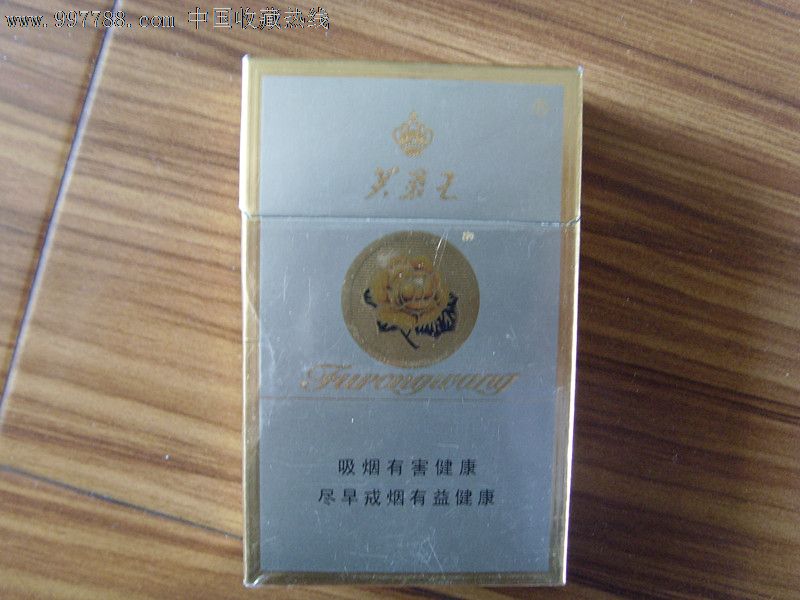 www.997788.com 中国收藏热线
芙蓉王
Furongwang
吸烟有害健康
尽早戒烟有益健康